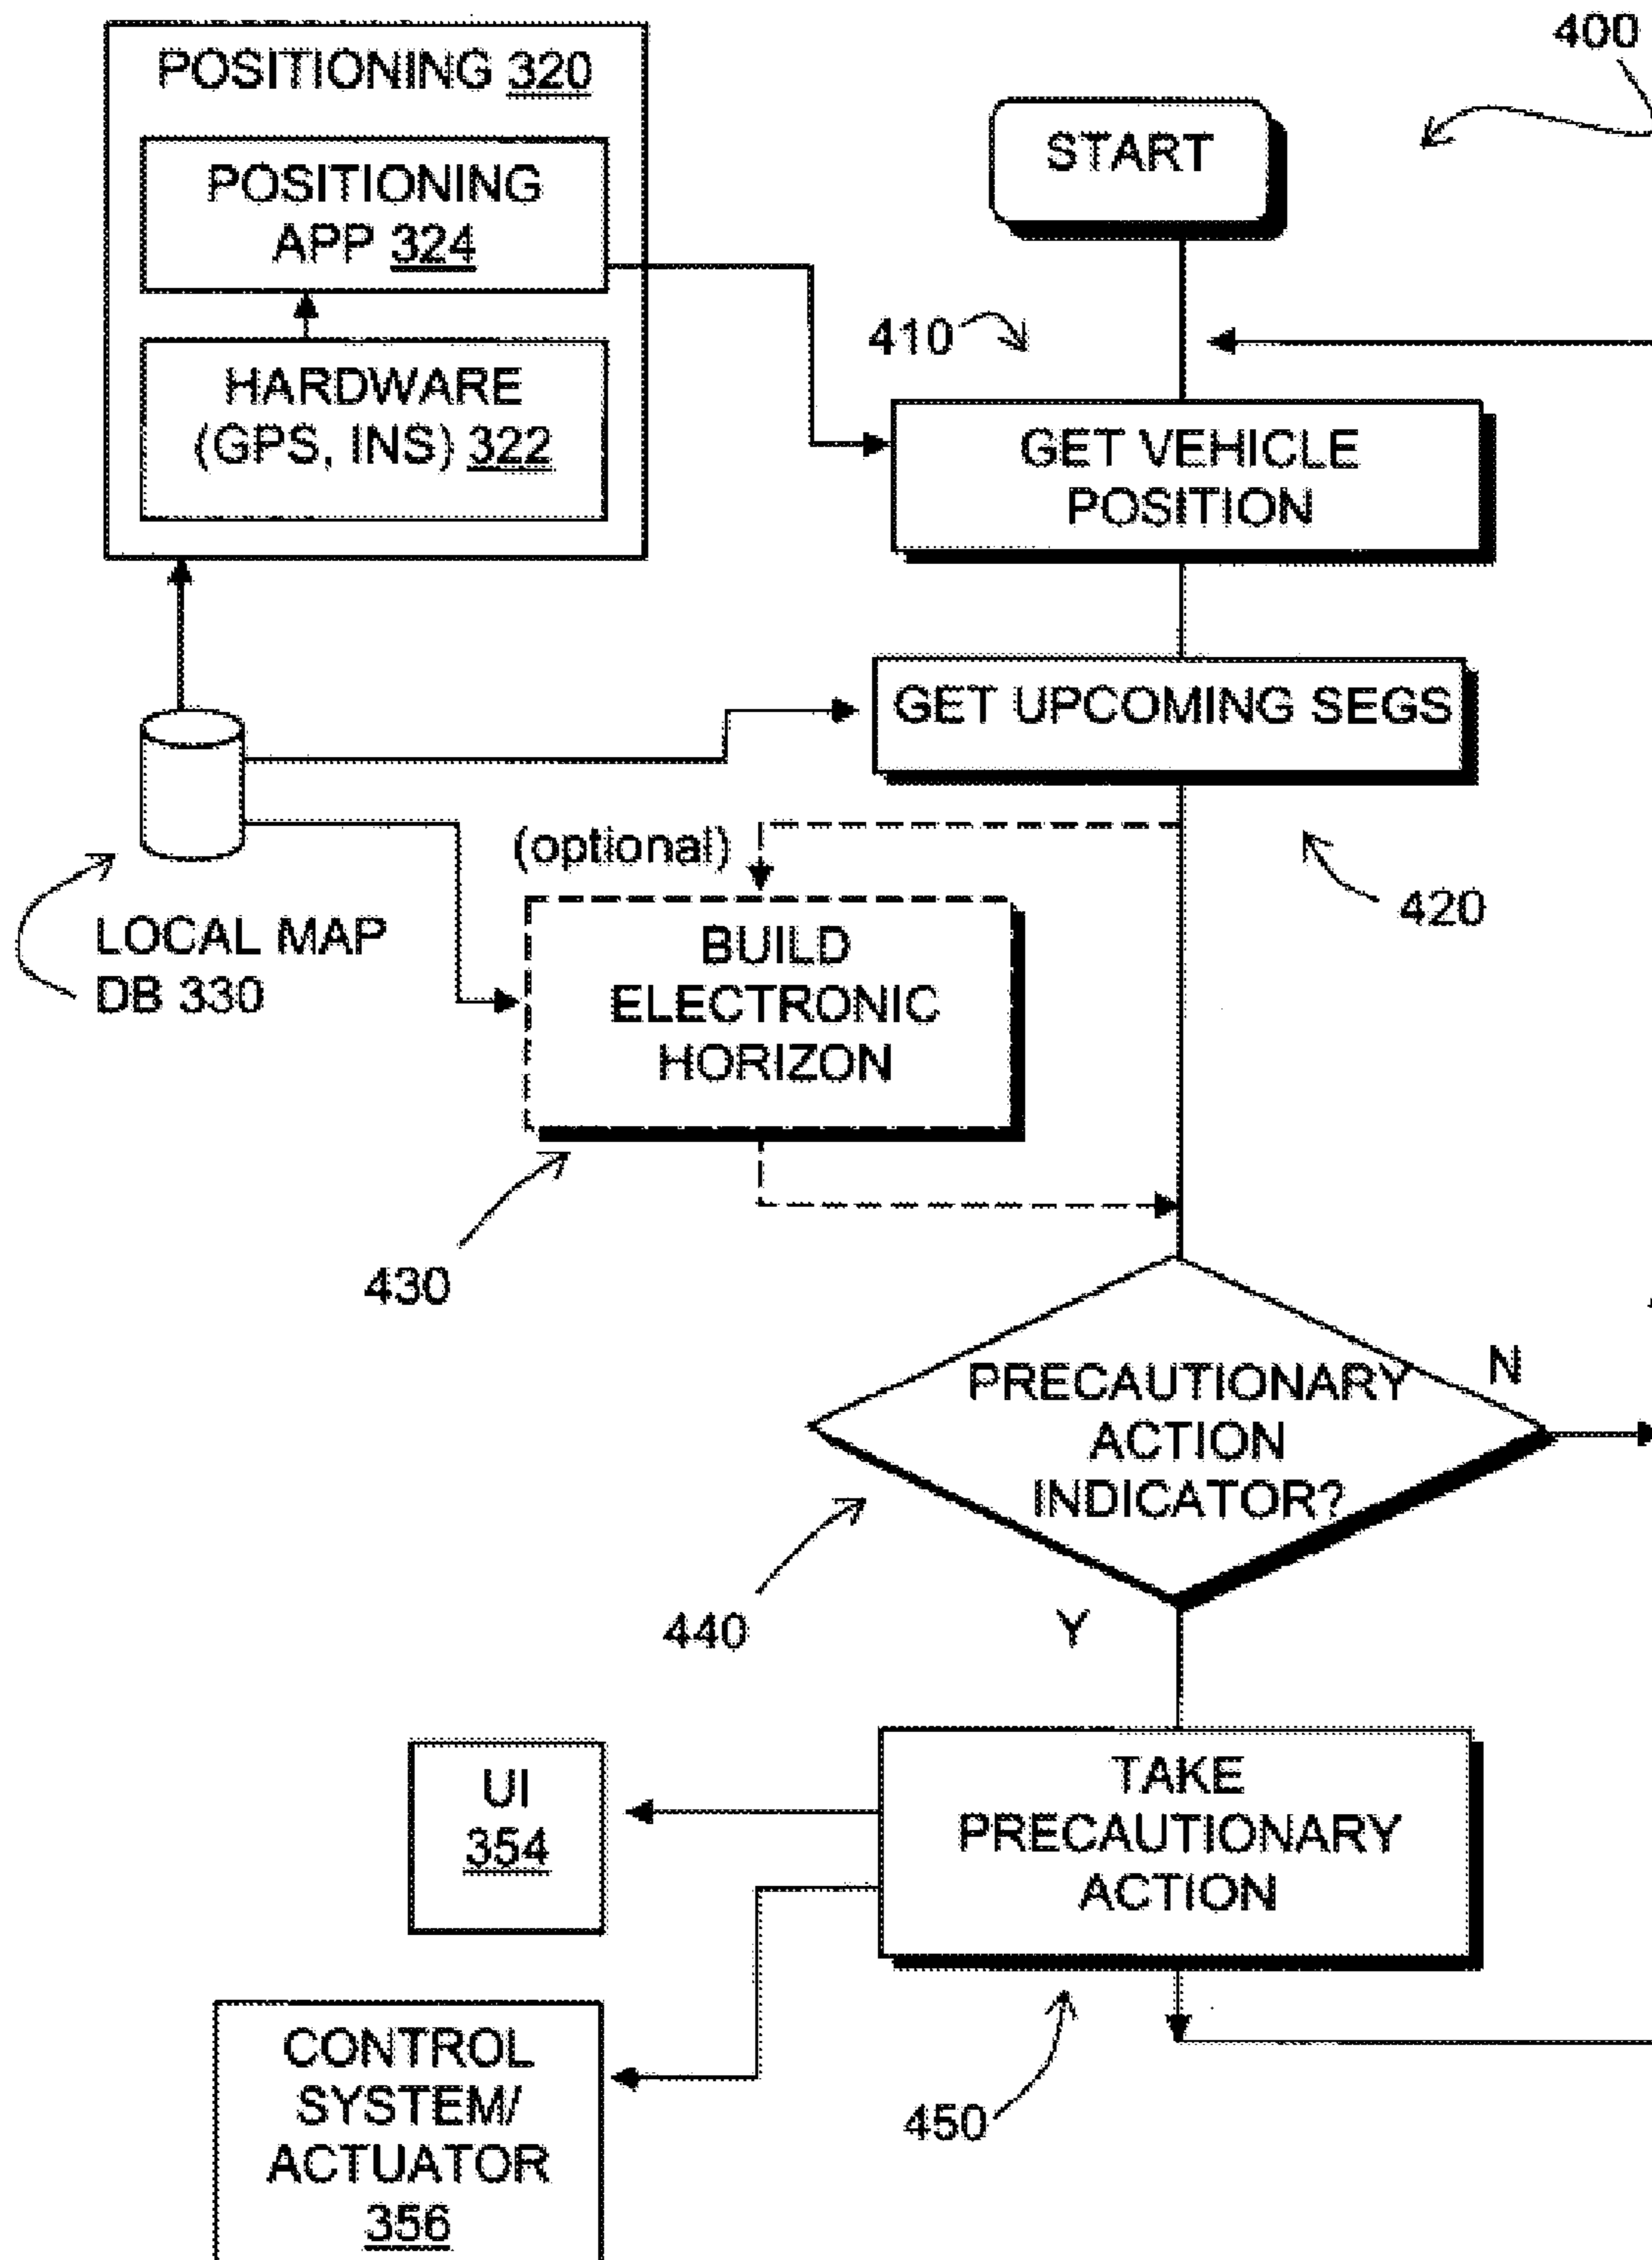 400
POSITIONING 320
POSITIONING
APP 324
HARDWARE
(GPS, INS) 322
START
410
GET VEHICLE
POSITION
GET UPCOMING SEGS
420
(optional)
LOCAL MAP
DB 330
BUILD
ELECTRONIC
HORIZON
430
PRECAUTIONARY
ACTION
INDICATOR?
N
440
Y
TAKE
PRECAUTIONARY
ACTION
UI
354
450
CONTROL
SYSTEM/
ACTUATOR
356